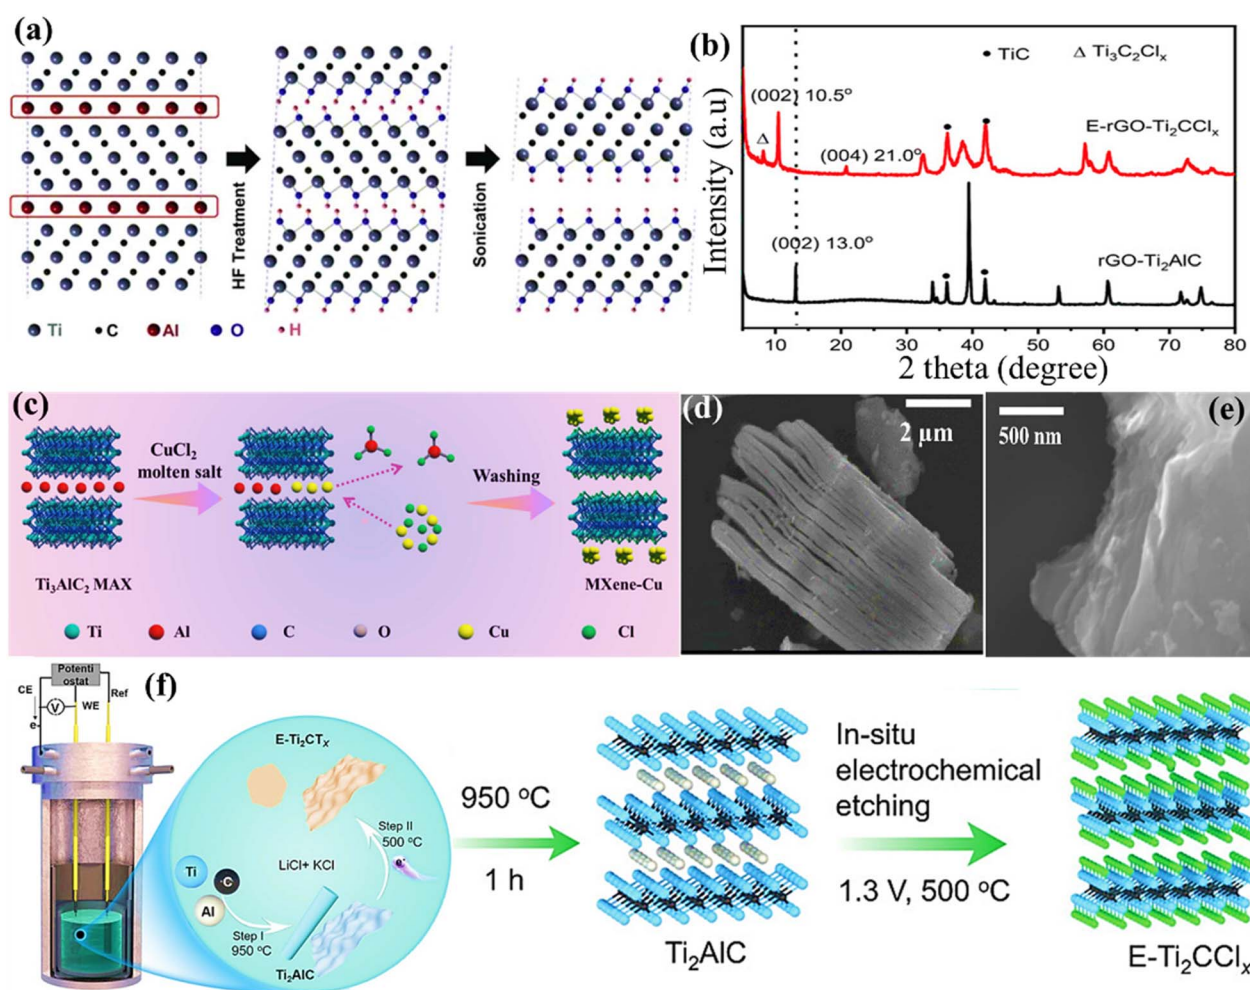 (a)
HF Treatment
Sonication
Ti C Al O H
(b)
Intensity (a.u)
● TiC Δ Ti₃C₂Clₓ
(002) 10.5°
Δ
(004) 21.0°
E-rGO-Ti₂CClₓ
(002) 13.0°
rGO-Ti₂AlC
10 20 30 40 50 60 70 80
2 theta (degree)
(c)
CuCl₂
molten salt
Washing
Ti₃AlC₂ MAX
MXene-Cu
Ti Al C O Cu Cl
(d)
2 µm
(e)
500 nm
(f)
Potenti
ostat
CE
Ref
V
WE
e
E-Ti₂CTₓ
Step II
500 °C
e
LiCl+ KCl
Ti
C
Al
Step I
950 °C
Ti₂AlC
950 °C
1 h
Ti₂AlC
In-situ
electrochemical
etching
1.3 V, 500 °C
E-Ti₂CClₓ